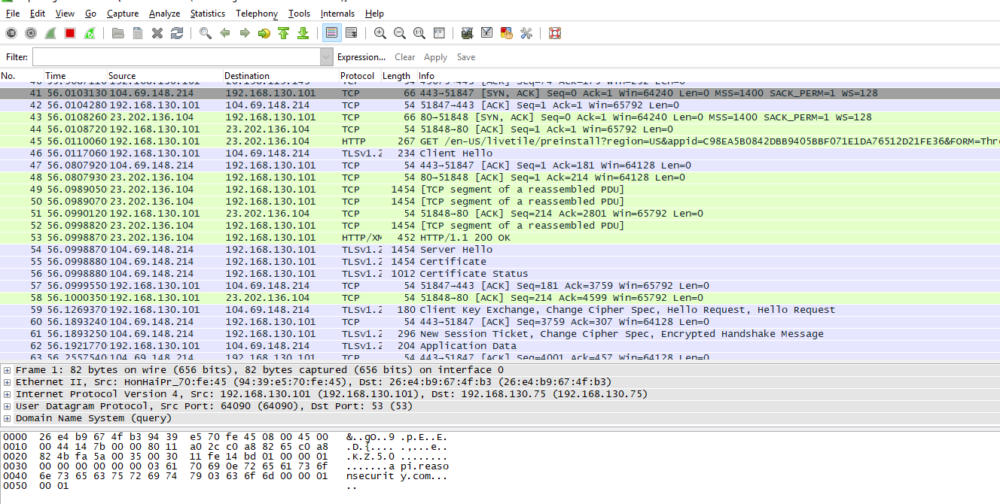 File Edit View Go Capture Analyze Statistics Telephony Tools Internals Help
Filter: Expression... Clear Apply Save
No. Time Source Destination Protocol Length Info
41 56.0103130 104.69.148.214 192.168.130.101 TCP 66 443→51847 [SYN, ACK] Seq=0 Ack=1 Win=64240 Len=0 MSS=1400 SACK_PERM=1 WS=128
42 56.0104280 192.168.130.101 104.69.148.214 TCP 54 51847→443 [ACK] Seq=1 Ack=1 Win=65792 Len=0
43 56.0108260 23.202.136.104 192.168.130.101 TCP 66 80→51848 [SYN, ACK] Seq=0 Ack=1 Win=64240 Len=0 MSS=1400 SACK_PERM=1 WS=128
44 56.0108720 192.168.130.101 23.202.136.104 TCP 54 51848→80 [ACK] Seq=1 Ack=1 Win=65792 Len=0
45 56.0110060 192.168.130.101 23.202.136.104 HTTP 267 GET /en-US/livetile/preinstall?region=US&appid=C98EA5B0842DBB9405BBF071E1DA76512D21FE36&FORM=Thre
46 56.0117060 192.168.130.101 104.69.148.214 TLSv1.2 234 Client Hello
47 56.0807920 104.69.148.214 192.168.130.101 TCP 54 443→51847 [ACK] Seq=1 Ack=181 Win=64128 Len=0
48 56.0807930 23.202.136.104 192.168.130.101 TCP 54 80→51848 [ACK] Seq=1 Ack=214 Win=64128 Len=0
49 56.0989050 23.202.136.104 192.168.130.101 TCP 1454 [TCP segment of a reassembled PDU]
50 56.0989070 23.202.136.104 192.168.130.101 TCP 1454 [TCP segment of a reassembled PDU]
51 56.0990120 192.168.130.101 23.202.136.104 TCP 54 51848→80 [ACK] Seq=214 Ack=2801 Win=65792 Len=0
52 56.0998820 23.202.136.104 192.168.130.101 TCP 1454 [TCP segment of a reassembled PDU]
53 56.0998870 23.202.136.104 192.168.130.101 HTTP/XM 452 HTTP/1.1 200 OK
54 56.0998870 104.69.148.214 192.168.130.101 TLSv1.2 1454 Server Hello
55 56.0998880 104.69.148.214 192.168.130.101 TLSv1.2 1454 Certificate
56 56.0998880 104.69.148.214 192.168.130.101 TLSv1.2 1012 Certificate Status
57 56.0999550 192.168.130.101 104.69.148.214 TCP 54 51847→443 [ACK] Seq=181 Ack=3759 Win=65792 Len=0
58 56.1000350 192.168.130.101 23.202.136.104 TCP 54 51848→80 [ACK] Seq=214 Ack=4599 Win=65792 Len=0
59 56.1269370 192.168.130.101 104.69.148.214 TLSv1.2 180 Client Key Exchange, Change Cipher Spec, Hello Request, Hello Request
60 56.1893240 104.69.148.214 192.168.130.101 TCP 54 443→51847 [ACK] Seq=3759 Ack=307 Win=64128 Len=0
61 56.1893250 104.69.148.214 192.168.130.101 TLSv1.2 296 New Session Ticket, Change Cipher Spec, Encrypted Handshake Message
62 56.1921770 192.168.130.101 104.69.148.214 TLSv1.2 204 Application Data
63 56.2557540 104.69.148.214 192.168.130.101 TCP 54 443→51847 [ACK] Seq=4001 Ack=457 Win=64128 Len=0
Frame 1: 82 bytes on wire (656 bits), 82 bytes captured (656 bits) on interface 0
Ethernet II, Src: HonHaiPr_70:fe:45 (94:39:e5:70:fe:45), Dst: 26:e4:b9:67:4f:b3 (26:e4:b9:67:4f:b3)
Internet Protocol Version 4, Src: 192.168.130.101 (192.168.130.101), Dst: 192.168.130.75 (192.168.130.75)
User Datagram Protocol, Src Port: 64090 (64090), Dst Port: 53 (53)
Domain Name System (query)
0000 26 e4 b9 67 4f b3 94 39 e5 70 fe 45 08 00 45 00 &..gO..9 .p.E..E.
0010 00 44 14 7b 00 00 80 11 a0 2c c0 a8 82 65 c0 a8 .D.{.... .,...e..
0020 82 4b fa 5a 00 35 00 30 11 fe 14 bd 01 00 00 01 .K.Z.5.0 ........
0030 00 00 00 00 00 00 03 61 70 69 0e 72 65 61 73 6f .......a pi.reaso
0040 6e 73 65 63 75 72 69 74 79 03 63 6f 6d 00 00 01 nsecurit y.com...
0050 00 01 ..